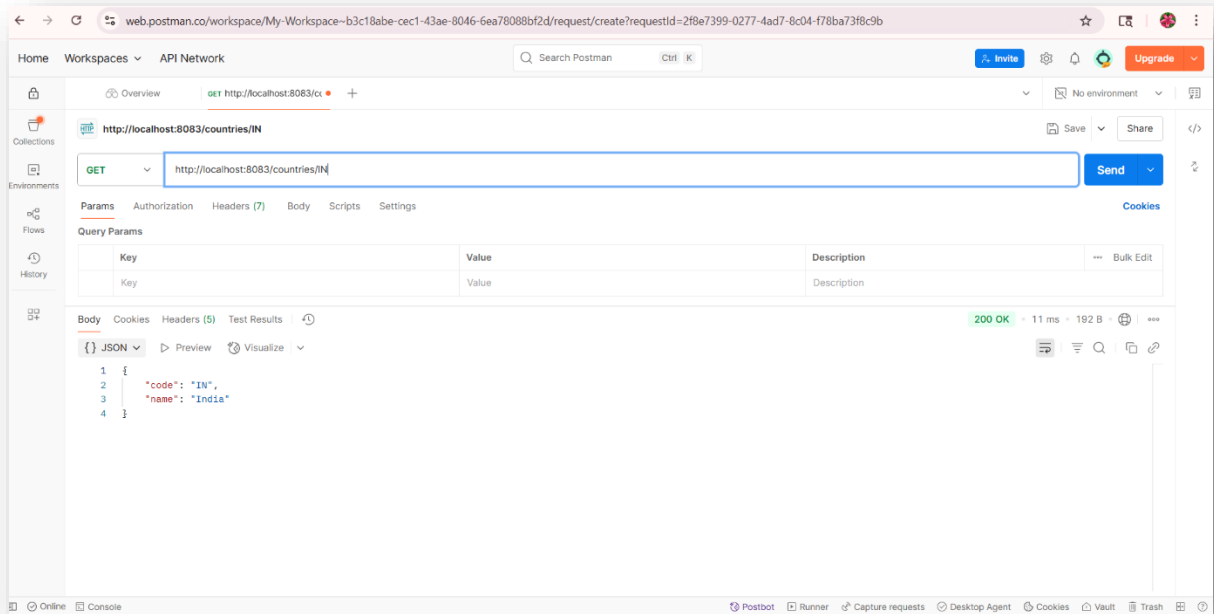 web.postman.co/workspace/My-Workspace~b3c18abe-cec1-43ae-8046-6ea78088bf2d/request/create?requestId=2f8e7399-0277-4ad7-8c04-f78ba73f8c9b
Home Workspaces API Network Search Postman Ctrl K Invite Upgrade
Overview GET http://localhost:8083/cc + No environment
Collections
Environments
Flows
History
HTTP http://localhost:8083/countries/IN Save Share </>
GET http://localhost:8083/countries/IN Send
Params Authorization Headers (7) Body Scripts Settings Cookies
Query Params
Key Value Description Bulk Edit
Key Value Description
Body Cookies Headers (5) Test Results 200 OK 11 ms 192 B
{} JSON Preview Visualize
1 {
2 "code": "IN",
3 "name": "India"
4 }
Online Console Postbot Runner Capture requests Desktop Agent Cookies Vault Trash